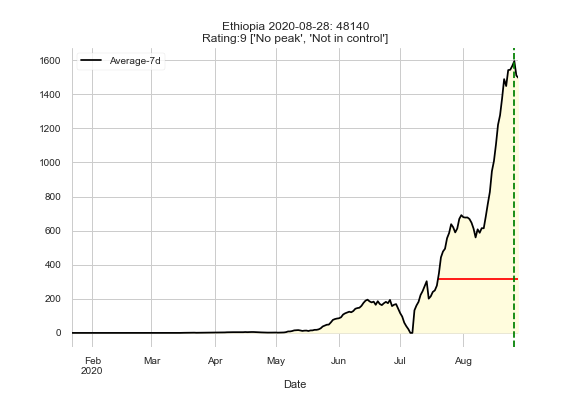 Ethiopia 2020-08-28: 48140
Rating:9 ['No peak', 'Not in control']
Average-7d
1600
1400
1200
1000
800
600
400
200
0
Feb Mar Apr May Jun Jul Aug
2020
Date